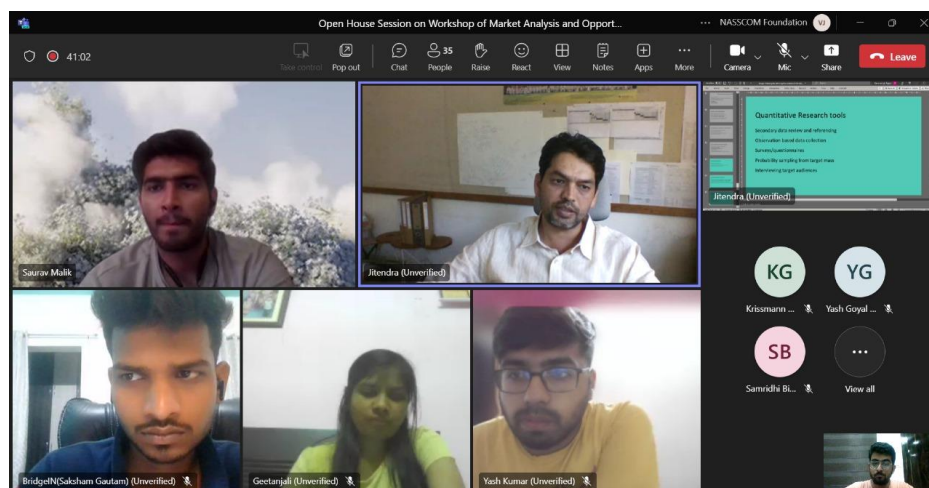 Open House Session on Workshop of Market Analysis and Opport...
NASSCOM Foundation
VJ
41:02
Take control
Pop out
Chat
35
People
Raise
React
View
Notes
Apps
More
Camera
Mic
Share
Leave
Quantitative Research tools
Secondary data review and referencing
Observation based data collection
Surveys/questionnaires
Probability sampling from target mass
Interviewing target audiences
Jitendra (Unverified)
Saurav Malik
Jitendra (Unverified)
KG
Krissmann ...
YG
Yash Goyal ...
SB
Samridhi Bi...
View all
BridgeIN(Saksham Gautam) (Unverified)
Geetanjali (Unverified)
Yash Kumar (Unverified)